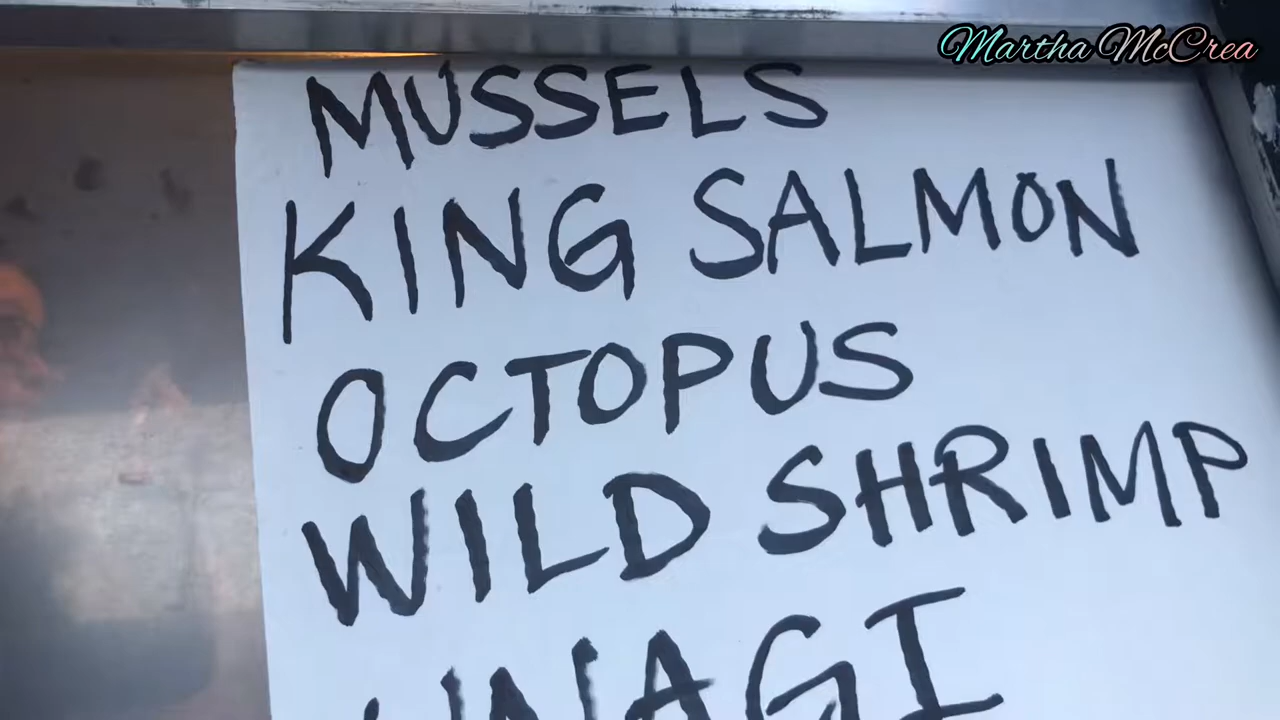 Martha McCrea
MUSSELS
KING SALMON
OCTOPUS
WILD SHRIMP
UNAGI